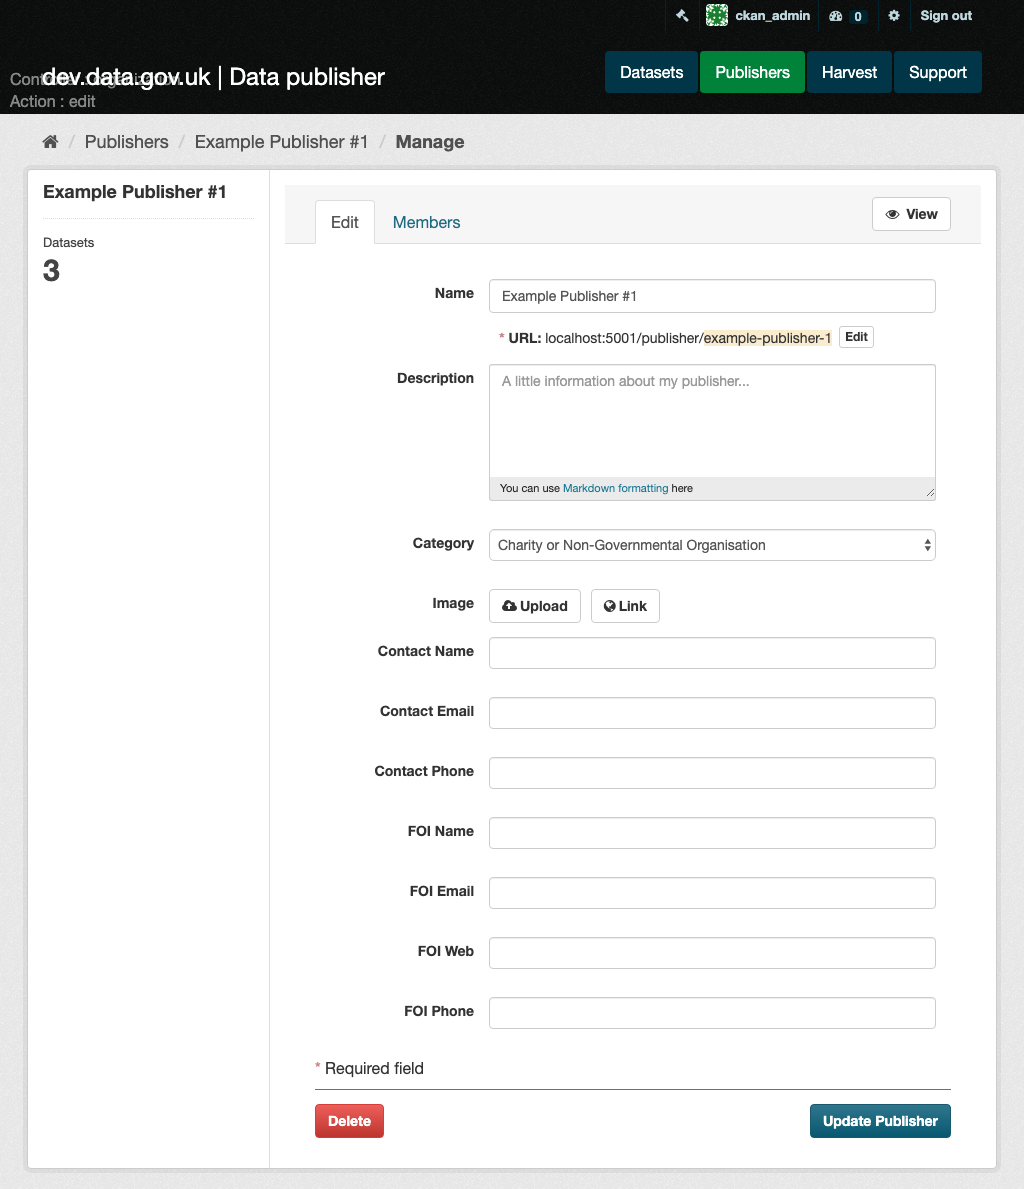 ckan_admin 0 Sign out
Controller : organization
dev.data.gov.uk | Data publisher
Action : edit
Datasets Publishers Harvest Support
/ Publishers / Example Publisher #1 / Manage
Example Publisher #1
Datasets
3
Edit Members View
Name Example Publisher #1
* URL: localhost:5001/publisher/example-publisher-1 Edit
Description A little information about my publisher...
You can use Markdown formatting here
Category Charity or Non-Governmental Organisation
Image Upload Link
Contact Name
Contact Email
Contact Phone
FOI Name
FOI Email
FOI Web
FOI Phone
* Required field
Delete Update Publisher